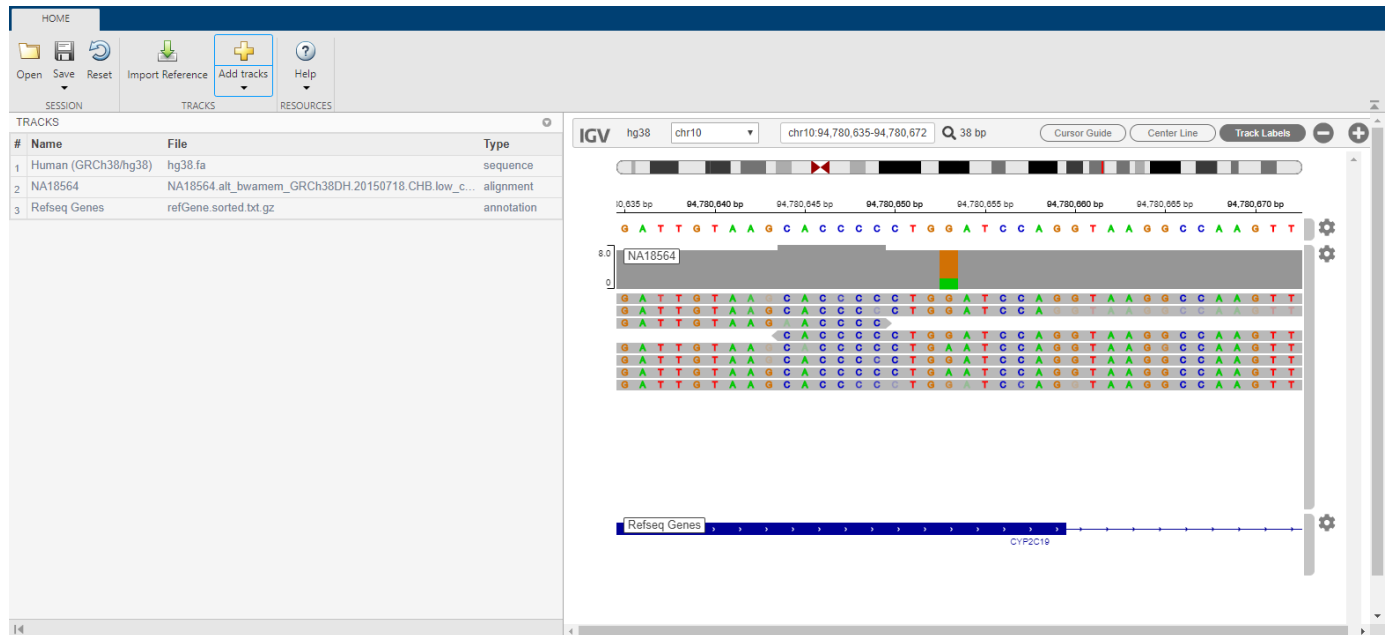 HOME
Open Save Reset Import Reference Add tracks Help
SESSION TRACKS RESOURCES
TRACKS
# Name File Type
1 Human (GRCh38/hg38) hg38.fa sequence
2 NA18564 NA18564.alt_bwamem_GRCh38DH.20150718.CHB.low_c... alignment
3 Refseq Genes refGene.sorted.txt.gz annotation
IGV hg38 chr10 chr10:94,780,635-94,780,672 38 bp Cursor Guide Center Line Track Labels
0,635 bp 94,780,640 bp 94,780,645 bp 94,780,650 bp 94,780,655 bp 94,780,660 bp 94,780,665 bp 94,780,670 bp
G A T T G T A A G C A C C C C C T G G A T C C A G G T A A G G C C A A G T T
8.0 NA18564
0
G A T T G T A A G C A C C C C C T G G A T C C A G G T A A G G C C A A G T T
G A T T G T A A G C A C C C C C T G G A T C C A G G T A A G G C C A A G T T
G A T T G T A A G A A C C C C
C A C C C C C T G G A T C C A G G T A A G G C C A A G T T
G A T T G T A A G C A C C C C C T G A A T C C A G G T A A G G C C A A G T T
G A T T G T A A G C A C C C C C T G G A T C C A G G T A A G G C C A A G T T
G A T T G T A A G C A C C C C C T G A A T C C A G G T A A G G C C A A G T T
G A T T G T A A G C A C C C C C T G G A T C C A G G T A A G G C C A A G T T
Refseq Genes
CYP2C19